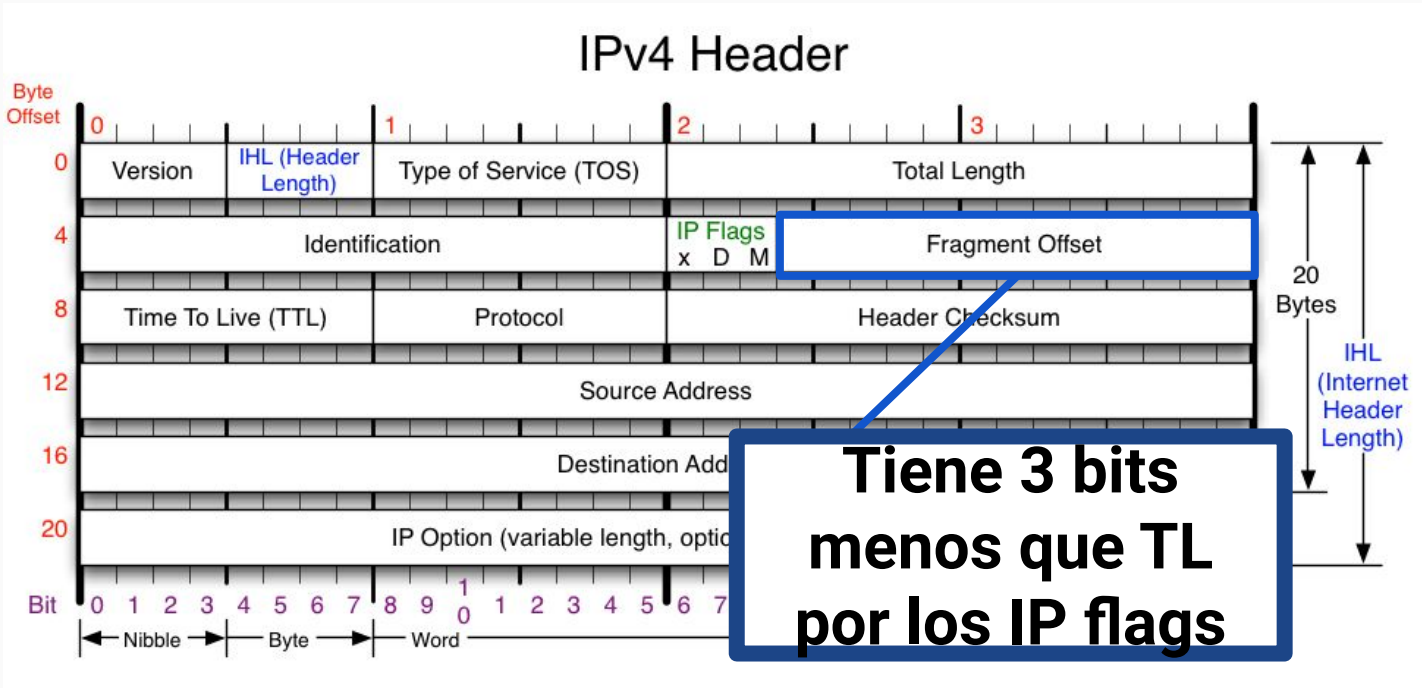 IPv4 Header
Byte
Offset
0 1 2 3
0 Version IHL (Header Length) Type of Service (TOS) Total Length
4 Identification IP Flags Fragment Offset
x D M
8 Time To Live (TTL) Protocol Header Checksum
12 Source Address
16 Destination Add
20 IP Option (variable length, optio
20
Bytes
IHL
(Internet
Header
Length)
Tiene 3 bits
menos que TL
por los IP flags
Bit 0 1 2 3 4 5 6 7 8 9 10 1 2 3 4 5 6 7
Nibble Byte Word